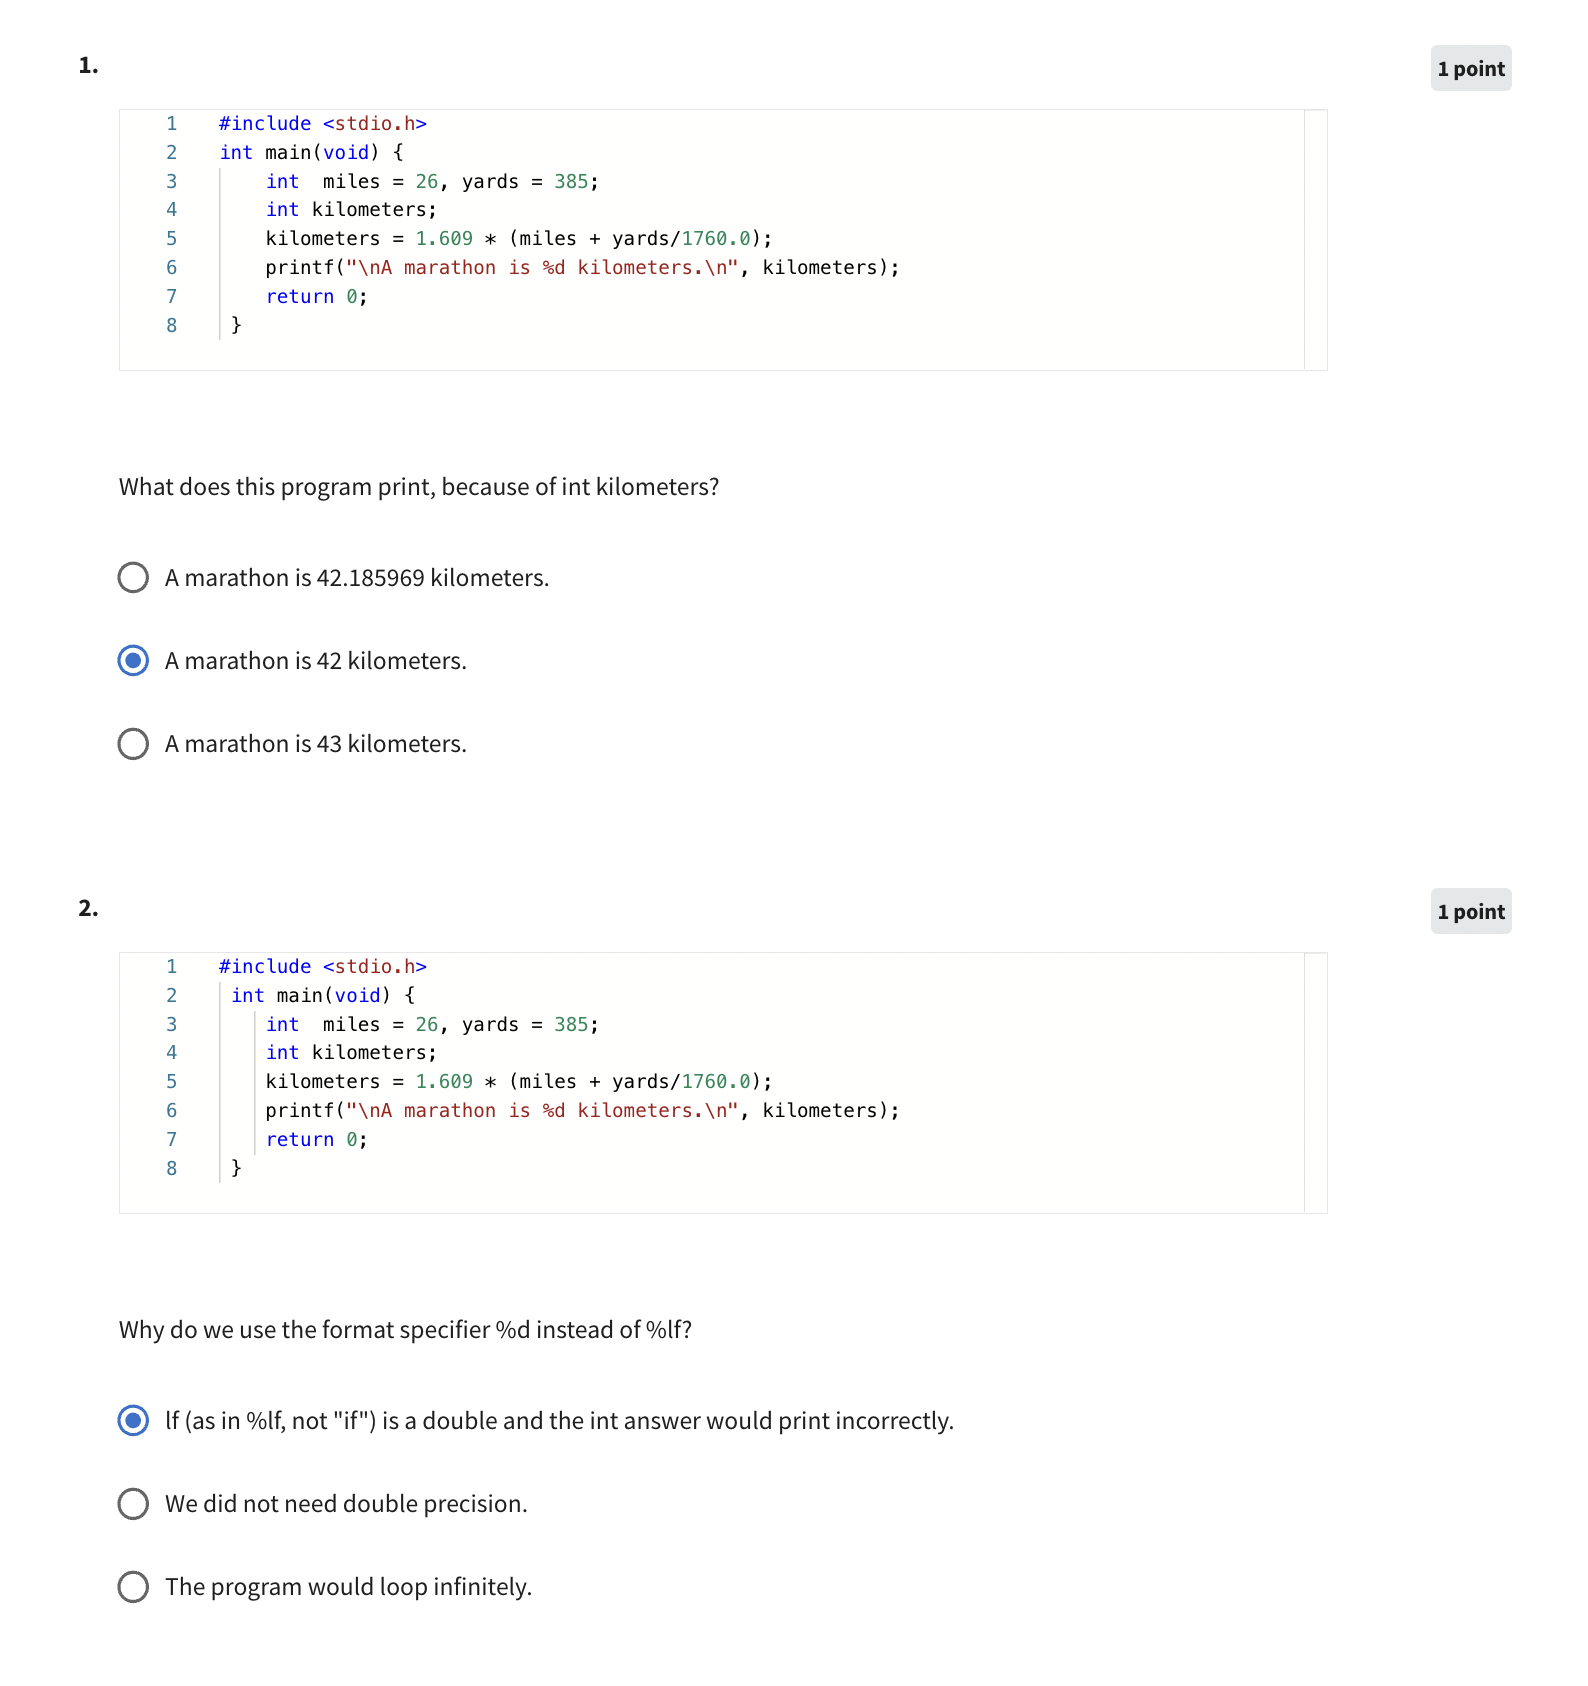 1.
1 point
1 #include <stdio.h>
2 int main(void) {
3 int  miles = 26, yards = 385;
4 int kilometers;
5 kilometers = 1.609 * (miles + yards/1760.0);
6 printf("\nA marathon is %d kilometers.\n", kilometers);
7 return 0;
8 }
What does this program print, because of int kilometers?
A marathon is 42.185969 kilometers.
A marathon is 42 kilometers.
A marathon is 43 kilometers.
2.
1 point
1 #include <stdio.h>
2 int main(void) {
3 int  miles = 26, yards = 385;
4 int kilometers;
5 kilometers = 1.609 * (miles + yards/1760.0);
6 printf("\nA marathon is %d kilometers.\n", kilometers);
7 return 0;
8 }
Why do we use the format specifier %d instead of %lf?
lf (as in %lf, not "if") is a double and the int answer would print incorrectly.
We did not need double precision.
The program would loop infinitely.